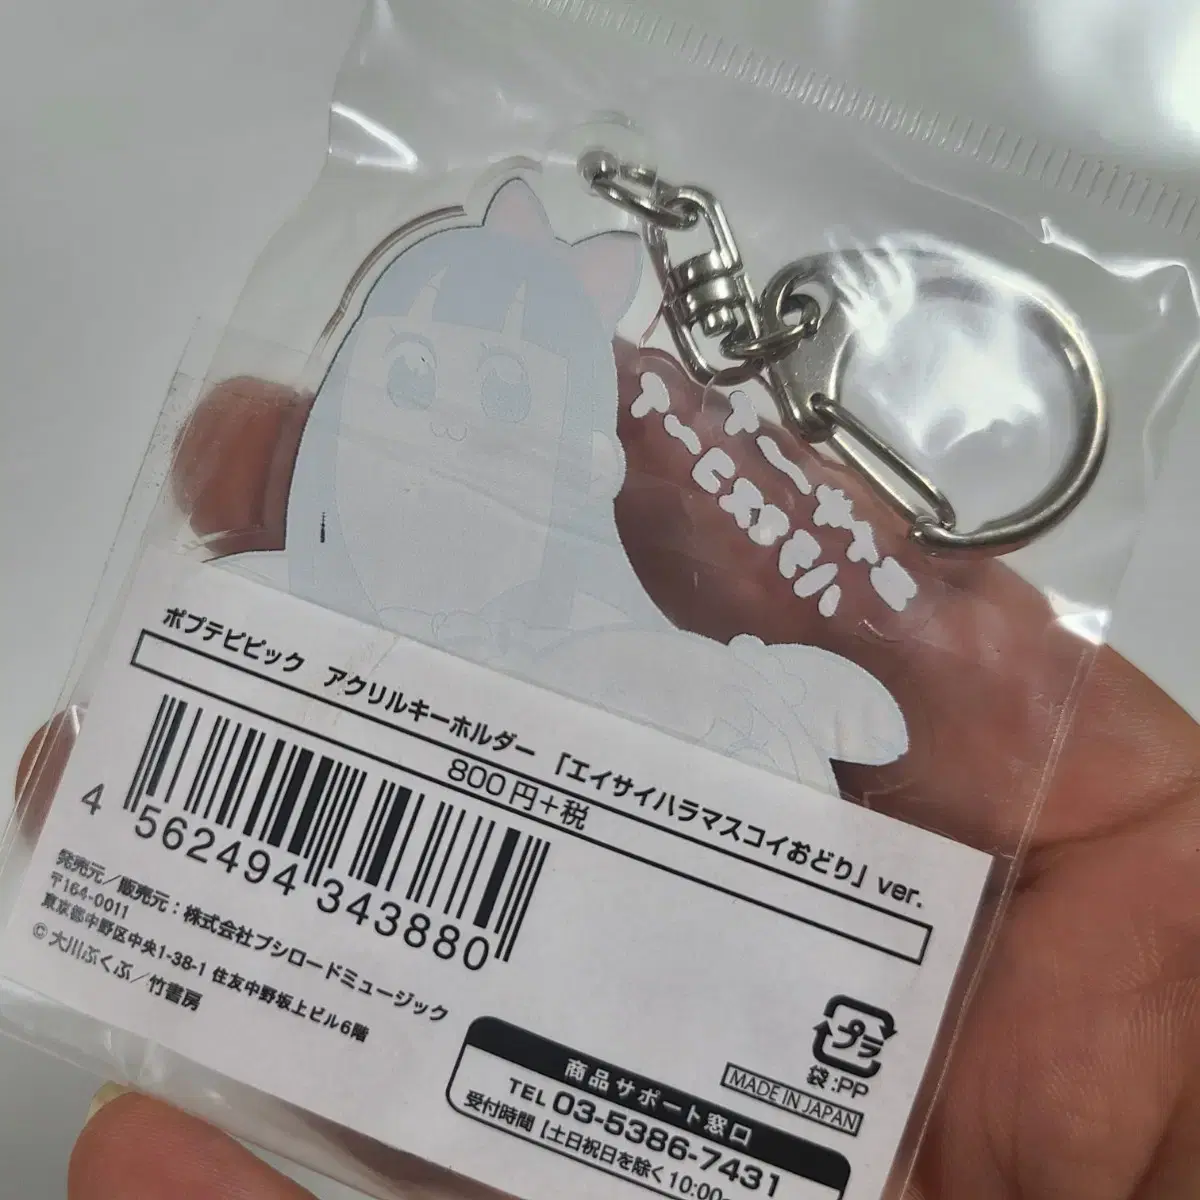 ポプテピピック アクリルキーホルダー 「エイサイハラマスコイおどり」 ver.
800円+税
4 562494 343880
発売元/販売元:株式会社ブシロードミュージック
〒164-0011
東京都中野区中央1-38-1 住友中野坂上ビル6階
© 大川ぶくぶ/竹書房
プラ
袋:PP
MADE IN JAPAN
商品サポート窓口
TEL 03-5386-7431
受付時間 [土日祝日を除く10:00